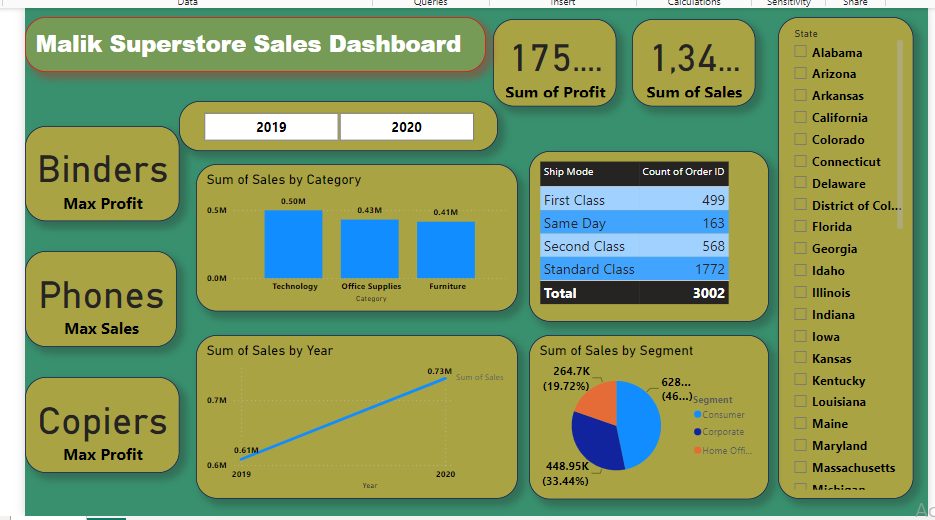 Data Queries Insert Calculations Sensitivity Share
Malik Superstore Sales Dashboard
175....
Sum of Profit
1,34...
Sum of Sales
2019 2020
Binders
Max Profit
Phones
Max Sales
Copiers
Max Profit
Sum of Sales by Category
0.5M
0.0M
0.50M
0.43M
0.41M
Technology Office Supplies Furniture
Category
Ship Mode Count of Order ID
First Class 499
Same Day 163
Second Class 568
Standard Class 1772
Total 3002
Sum of Sales by Year
0.73M
Sum of Sales
0.7M
0.61M
0.6M
2019 2020
Year
Sum of Sales by Segment
264.7K
(19.72%)
628...
(46...)
448.95K
(33.44%)
Segment
Consumer
Corporate
Home Offi...
State
Alabama
Arizona
Arkansas
California
Colorado
Connecticut
Delaware
District of Col...
Florida
Georgia
Idaho
Illinois
Indiana
Iowa
Kansas
Kentucky
Louisiana
Maine
Maryland
Massachusetts
Michigan